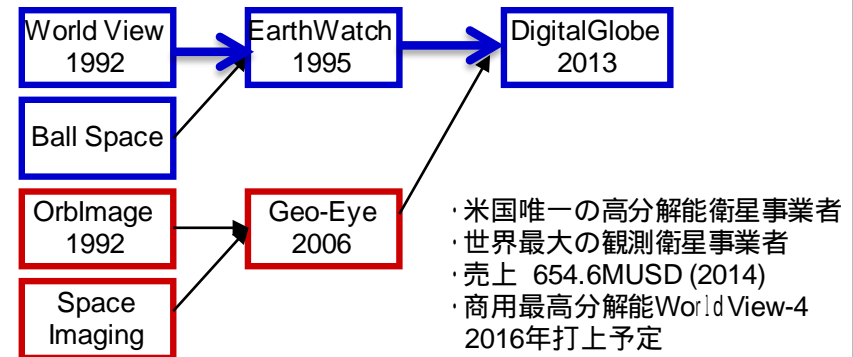 World View
1992
EarthWatch
1995
DigitalGlobe
2013
Ball Space
OrbImage
1992
Geo-Eye
2006
Space
Imaging
·米国唯一の高分解能衛星事業者
·世界最大の観測衛星事業者
·売上 654.6MUSD (2014)
·商用最高分解能WorldView-4
2016年打上予定